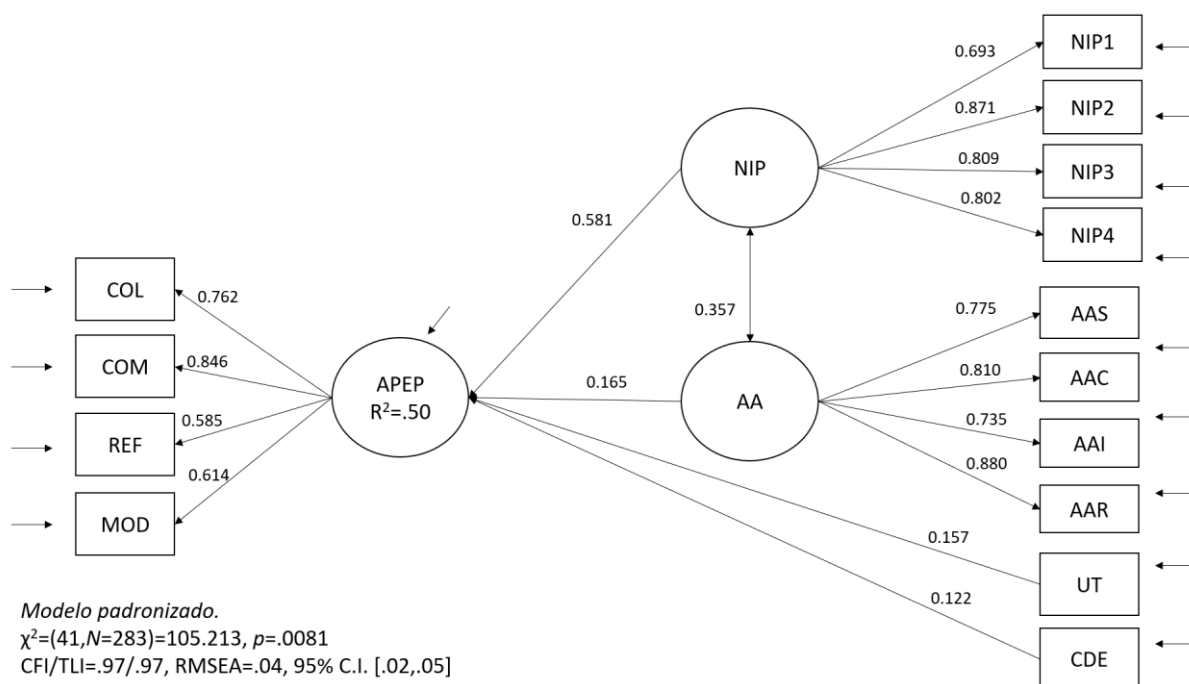 NIP1
0.693
NIP2
0.871
NIP
0.809
NIP3
0.802
NIP4
0.581
COL
0.762
0.357
0.775
AAS
COM
0.846
APEP
R²=.50
0.165
AA
0.810
AAC
0.735
AAI
REF
0.585
0.880
AAR
MOD
0.614
0.157
UT
0.122
CDE
Modelo padronizado.
χ²=(41,N=283)=105.213, p=.0081
CFI/TLI=.97/.97, RMSEA=.04, 95% C.I. [.02,.05]